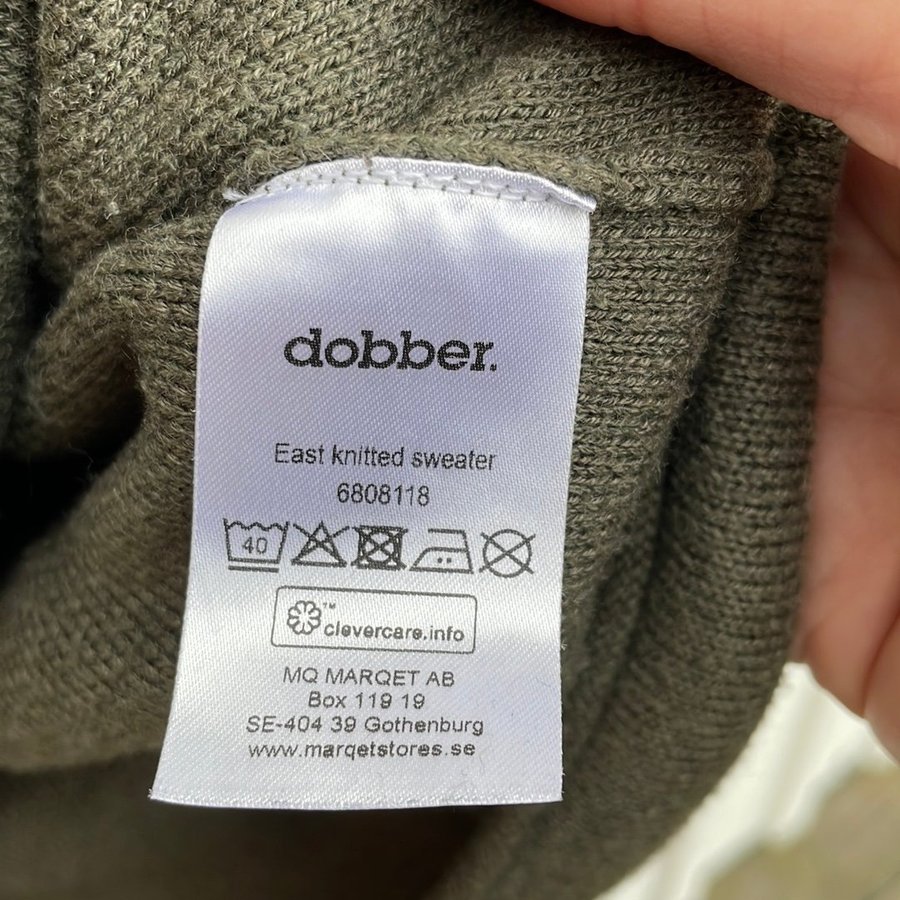 dobber.
East knitted sweater
6808118
40
™
clevercare.info
MQ MARQET AB
Box 119 19
SE-404 39 Gothenburg
www.marqetstores.se